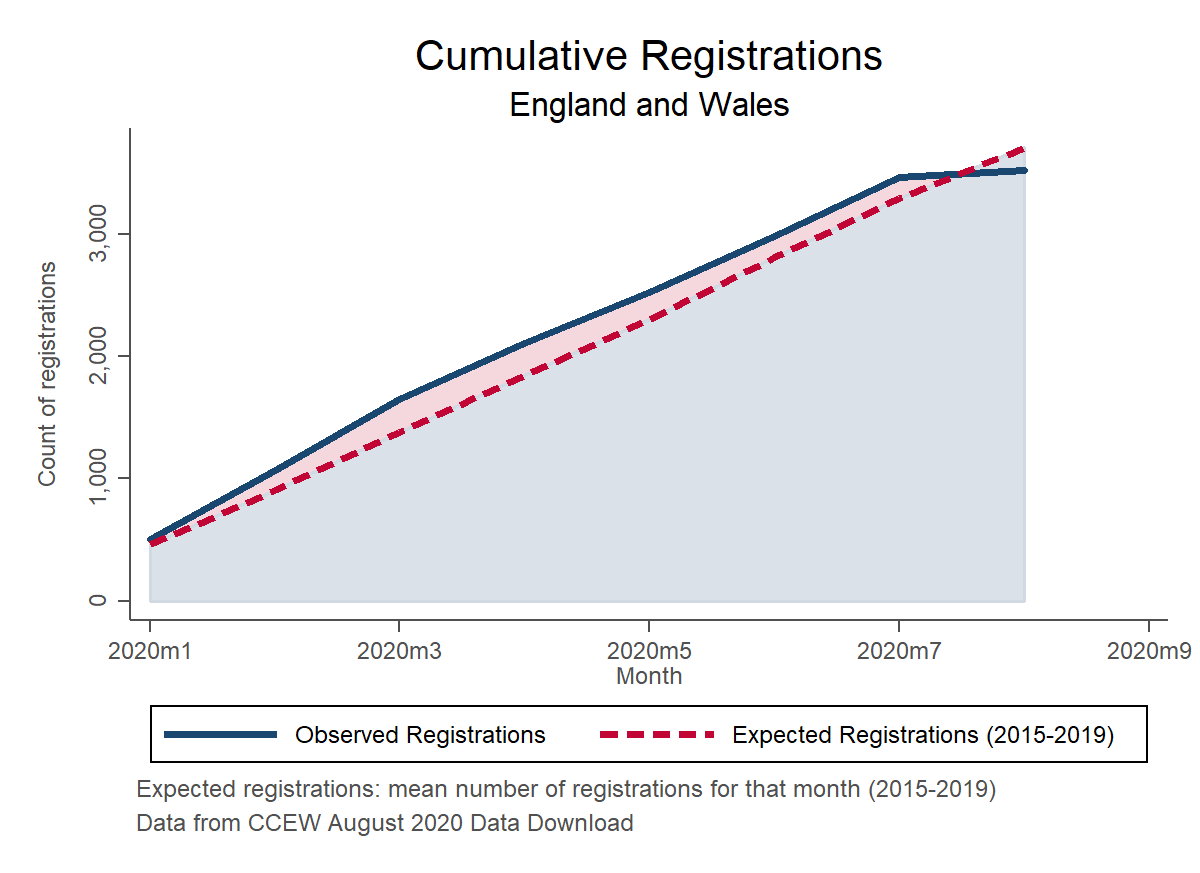 Cumulative Registrations
England and Wales
Count of registrations
3,000
2,000
1,000
0
2020m1 2020m3 2020m5 2020m7 2020m9
Month
Observed Registrations Expected Registrations (2015-2019)
Expected registrations: mean number of registrations for that month (2015-2019)
Data from CCEW August 2020 Data Download